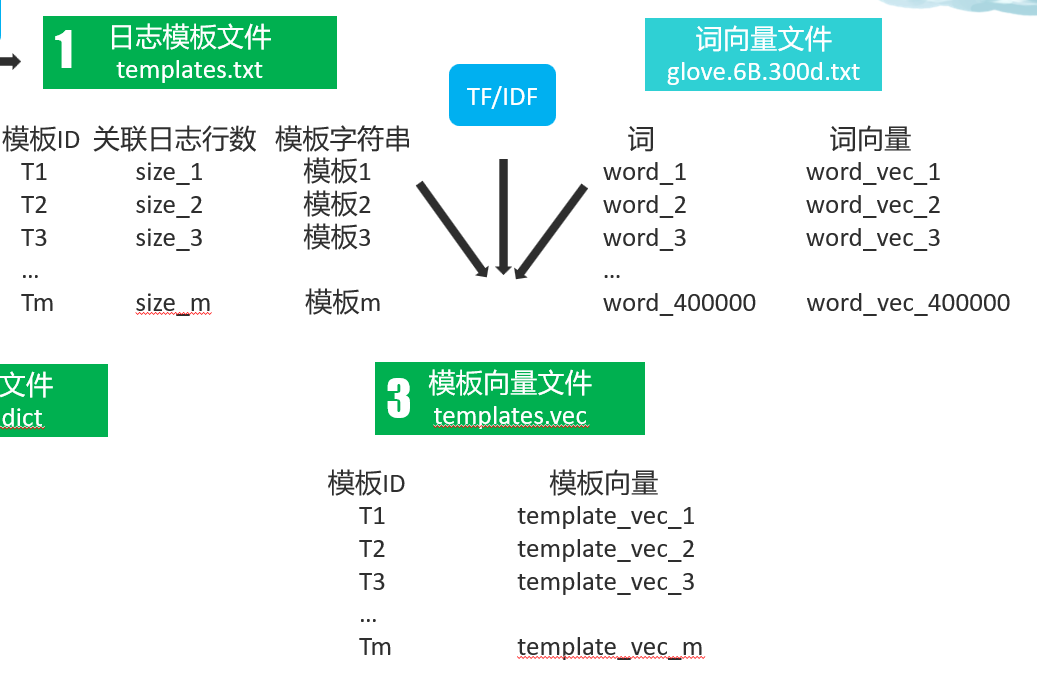 1
日志模板文件
templates.txt
模板ID 关联日志行数 模板字符串
T1 size_1 模板1
T2 size_2 模板2
T3 size_3 模板3
...
Tm size_m 模板m
TF/IDF
词向量文件
glove.6B.300d.txt
词 词向量
word_1 word_vec_1
word_2 word_vec_2
word_3 word_vec_3
...
word_400000 word_vec_400000
文件
dict
3
模板向量文件
templates.vec
模板ID 模板向量
T1 template_vec_1
T2 template_vec_2
T3 template_vec_3
...
Tm template_vec_m